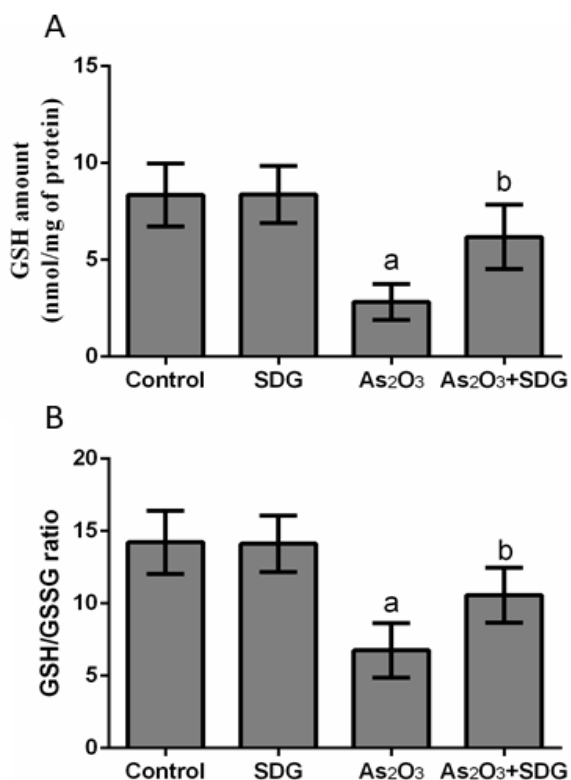 A
GSH amount
(nmol/mg of protein)
15
10
5
0
a
b
Control SDG As₂O₃ As₂O₃+SDG
B
GSH/GSSG ratio
20
15
10
5
0
a
b
Control SDG As₂O₃ As₂O₃+SDG